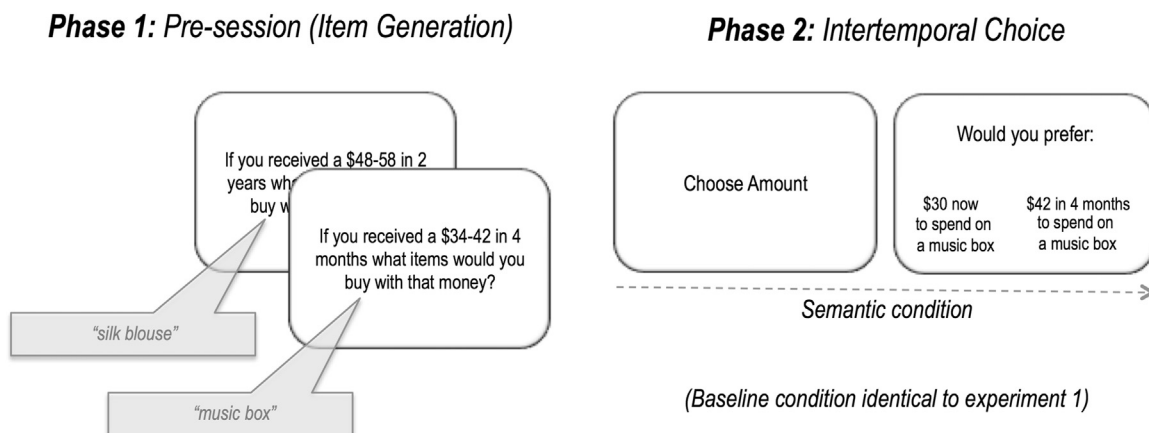 Phase 1: Pre-session (Item Generation)
If you received a $48-58 in 2
years
buy
If you received a $34-42 in 4
months what items would you
buy with that money?
"silk blouse"
"music box"
Phase 2: Intertemporal Choice
Choose Amount
Would you prefer:
$30 now
to spend on
a music box
$42 in 4 months
to spend on
a music box
Semantic condition
(Baseline condition identical to experiment 1)